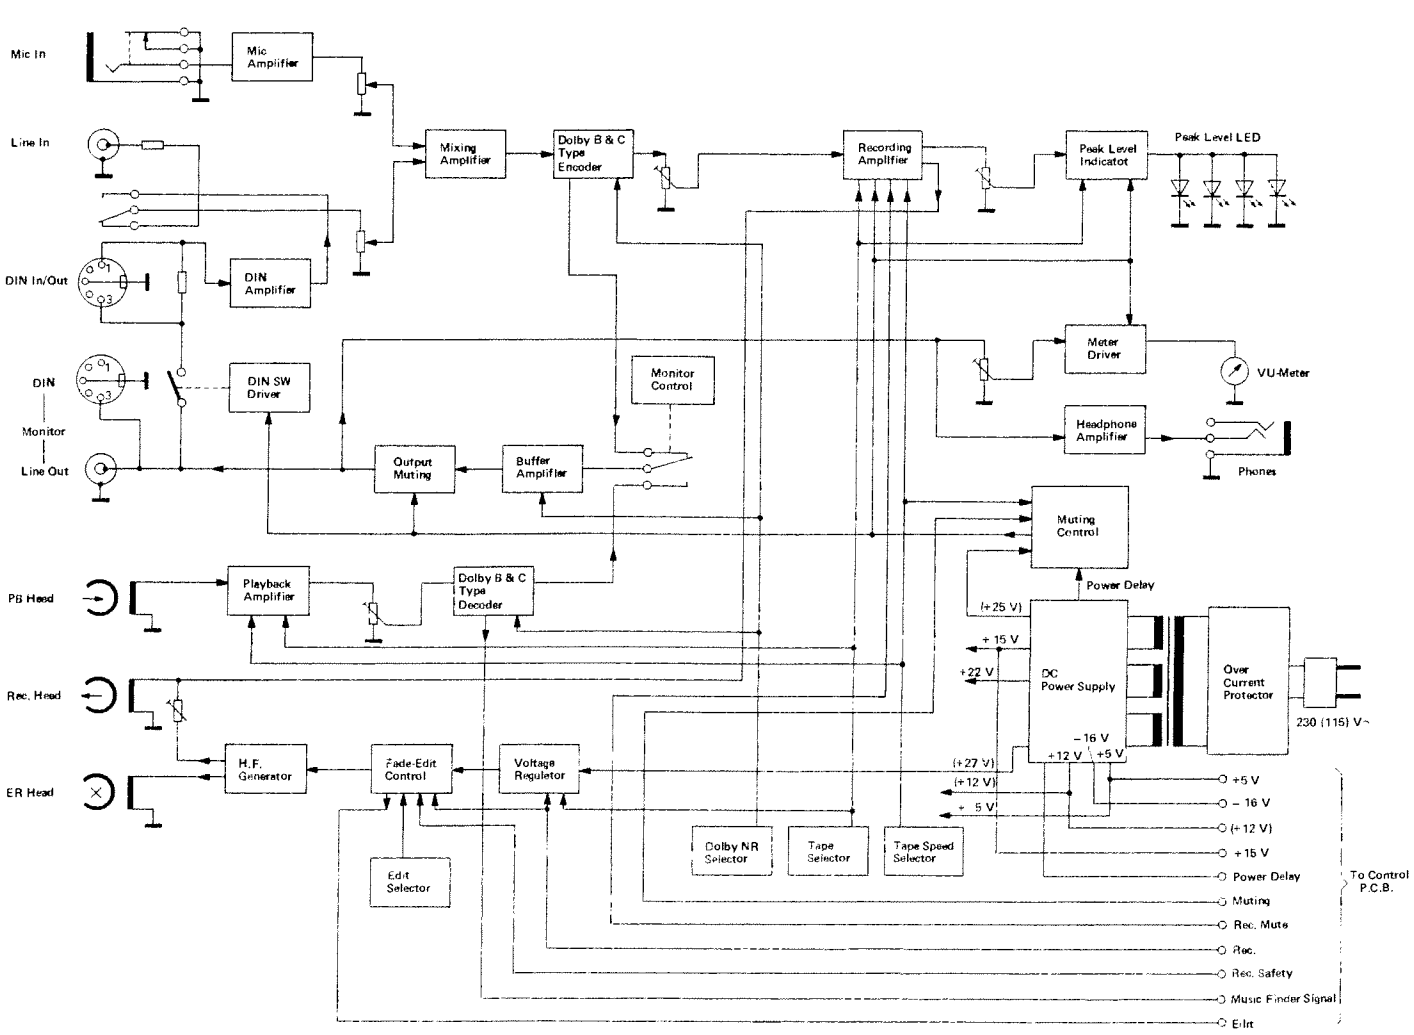 Mic In
Mic
Amplifier
Line In
Mixing
Amplifier
Dolby B & C
Type
Encoder
Recording
Amplifier
Peak Level
Indicator
Peak Level LED
DIN In/Out
1
3
DIN
Amplifier
DIN
1
3
DIN SW
Driver
Monitor
Control
Meter
Driver
VU-Meter
Monitor
Headphone
Amplifier
Phones
Line Out
Output
Muting
Buffer
Amplifier
Muting
Control
Power Delay
PB Head
Playback
Amplifier
Dolby B & C
Type
Decoder
(+25 V)
+ 15 V
+22 V
DC
Power Supply
Over
Current
Protector
230 (115) V~
Rec. Head
- 16 V
+12 V
+5 V
H.F.
Generator
Fade-Edit
Control
Voltage
Regulator
(+27 V)
(+12 V)
+ 5 V
ER Head
Edit
Selector
Dolby NR
Selector
Tape
Selector
Tape Speed
Selector
+5 V
- 16 V
(+ 12 V)
+15 V
Power Delay
Muting
Rec. Mute
Rec.
Rec. Safety
Music Finder Signal
Edit
To Control
P.C.B.